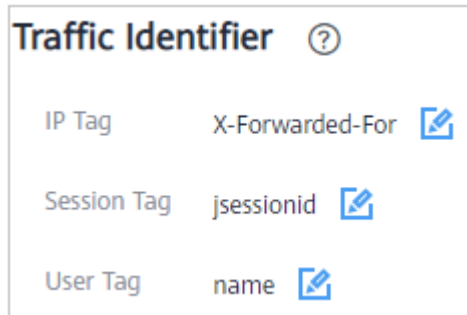 Traffic Identifier ?
IP Tag X-Forwarded-For
Session Tag jsessionid
User Tag name